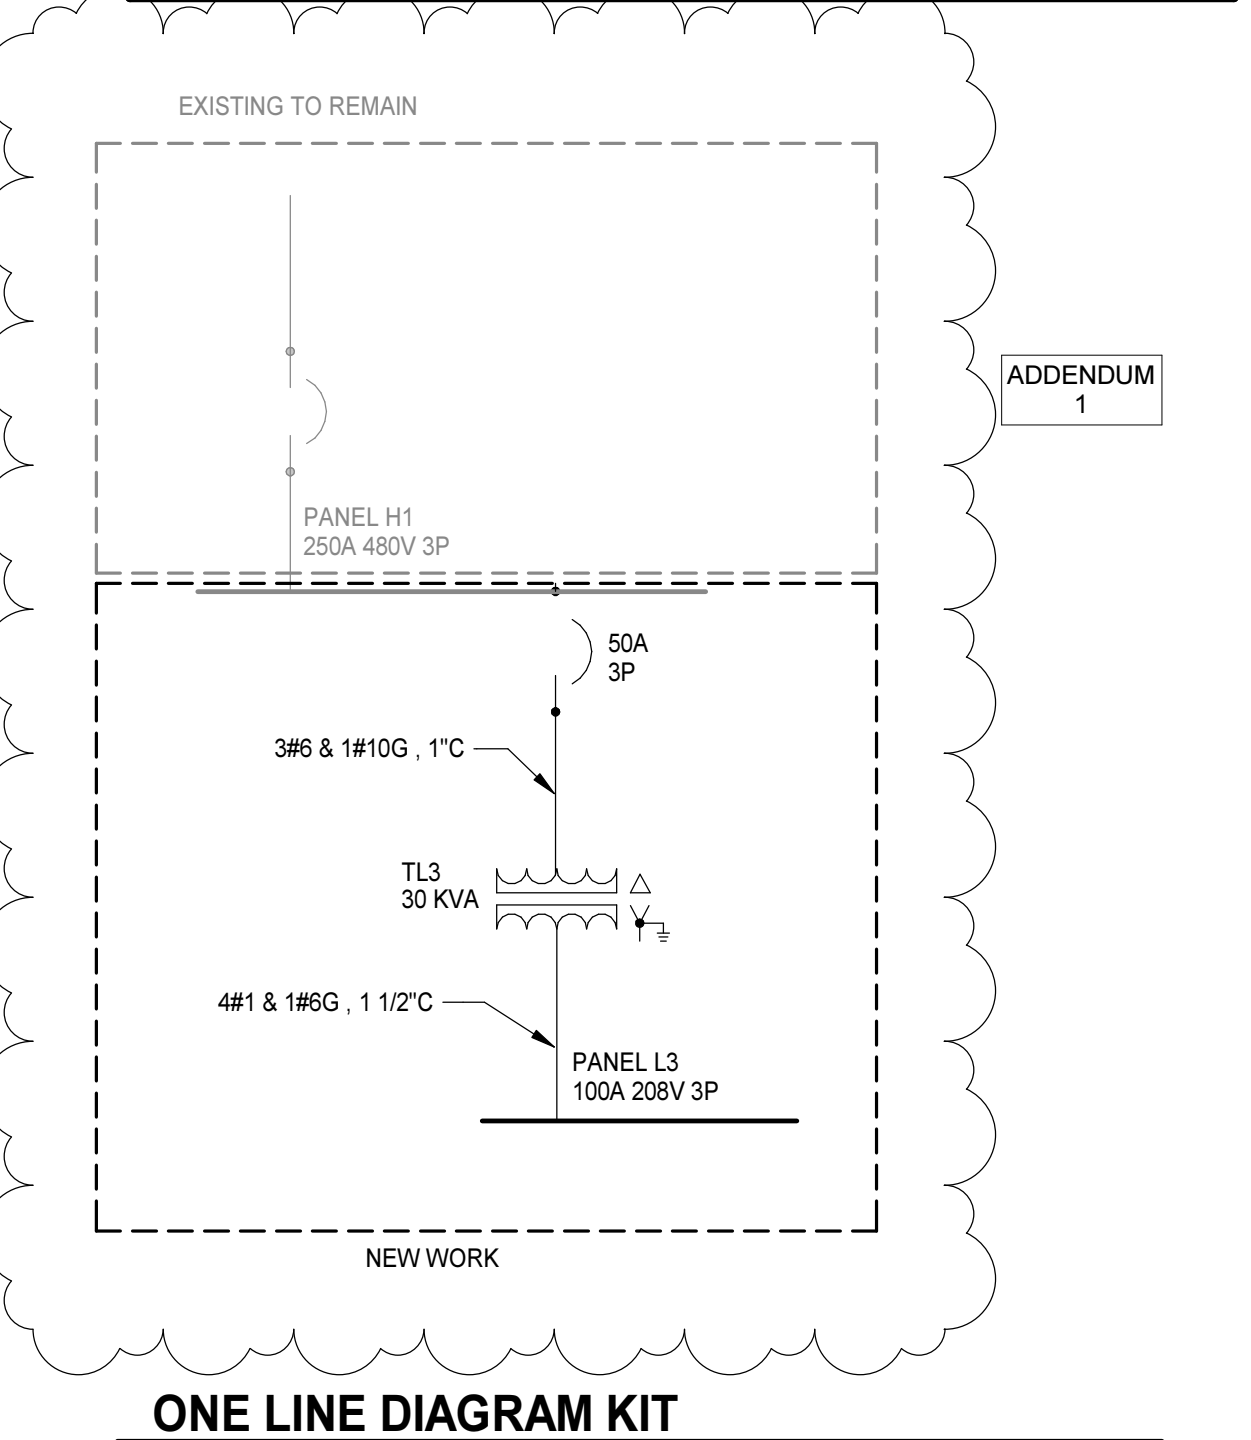 EXISTING TO REMAIN
ADDENDUM
1
PANEL H1
250A 480V 3P
50A
3P
3#6 & 1#10G , 1"C
TL3
30 KVA
4#1 & 1#6G , 1 1/2"C
PANEL L3
100A 208V 3P
NEW WORK
ONE LINE DIAGRAM KIT